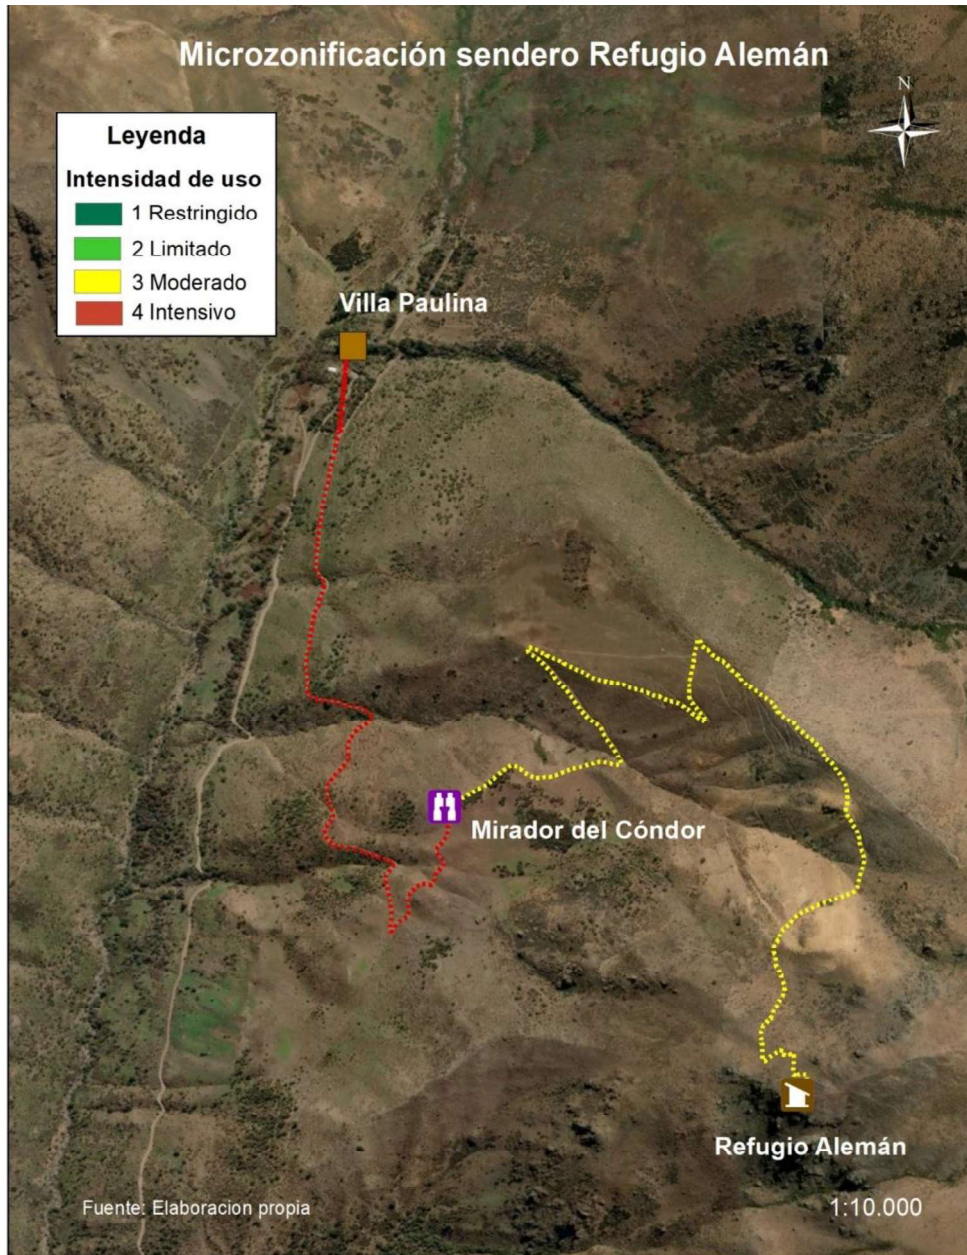 Microzonificación sendero Refugio Alemán
N
Leyenda
Intensidad de uso
1 Restringido
2 Limitado
3 Moderado
4 Intensivo
Villa Paulina
Mirador del Cóndor
Refugio Alemán
Fuente: Elaboracion propia
1:10.000